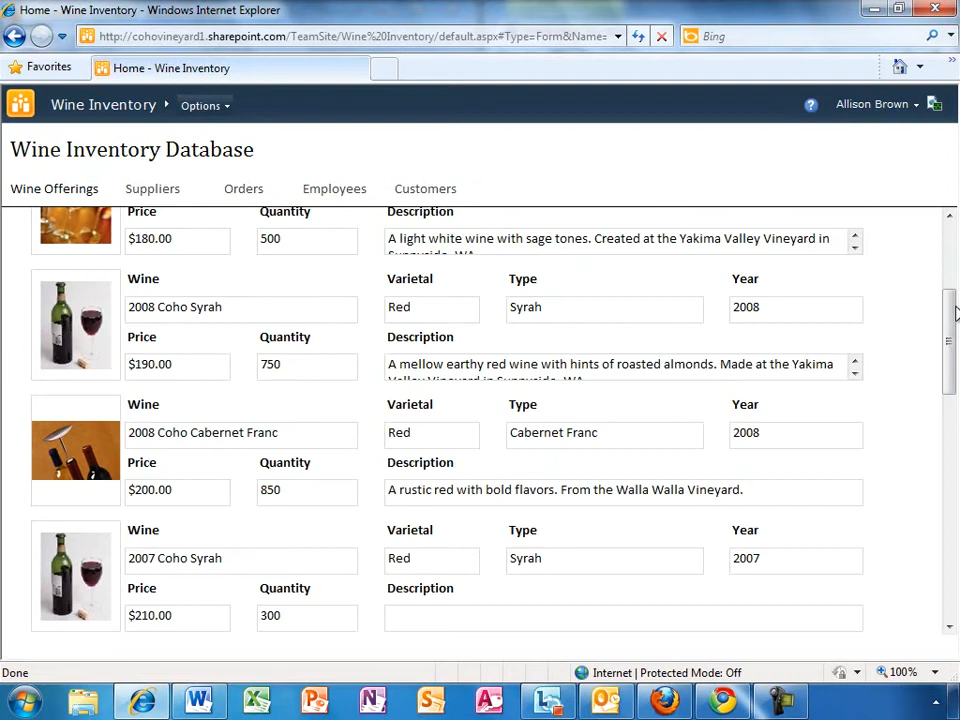 Home - Wine Inventory - Windows Internet Explorer
http://cohovineyard1.sharepoint.com/TeamSite/Wine%20Inventory/default.aspx#Type=Form&Name=
Bing
Favorites
Home - Wine Inventory
Wine Inventory
Options
Allison Brown
Wine Inventory Database
Wine Offerings Suppliers Orders Employees Customers
Price Quantity Description
$180.00 500 A light white wine with sage tones. Created at the Yakima Valley Vineyard in
Sunnyside, WA
Wine Varietal Type Year
2008 Coho Syrah Red Syrah 2008
Price Quantity Description
$190.00 750 A mellow earthy red wine with hints of roasted almonds. Made at the Yakima
Valley Vineyard in Sunnyside, WA
Wine Varietal Type Year
2008 Coho Cabernet Franc Red Cabernet Franc 2008
Price Quantity Description
$200.00 850 A rustic red with bold flavors. From the Walla Walla Vineyard.
Wine Varietal Type Year
2007 Coho Syrah Red Syrah 2007
Price Quantity Description
$210.00 300
Done Internet | Protected Mode: Off 100%